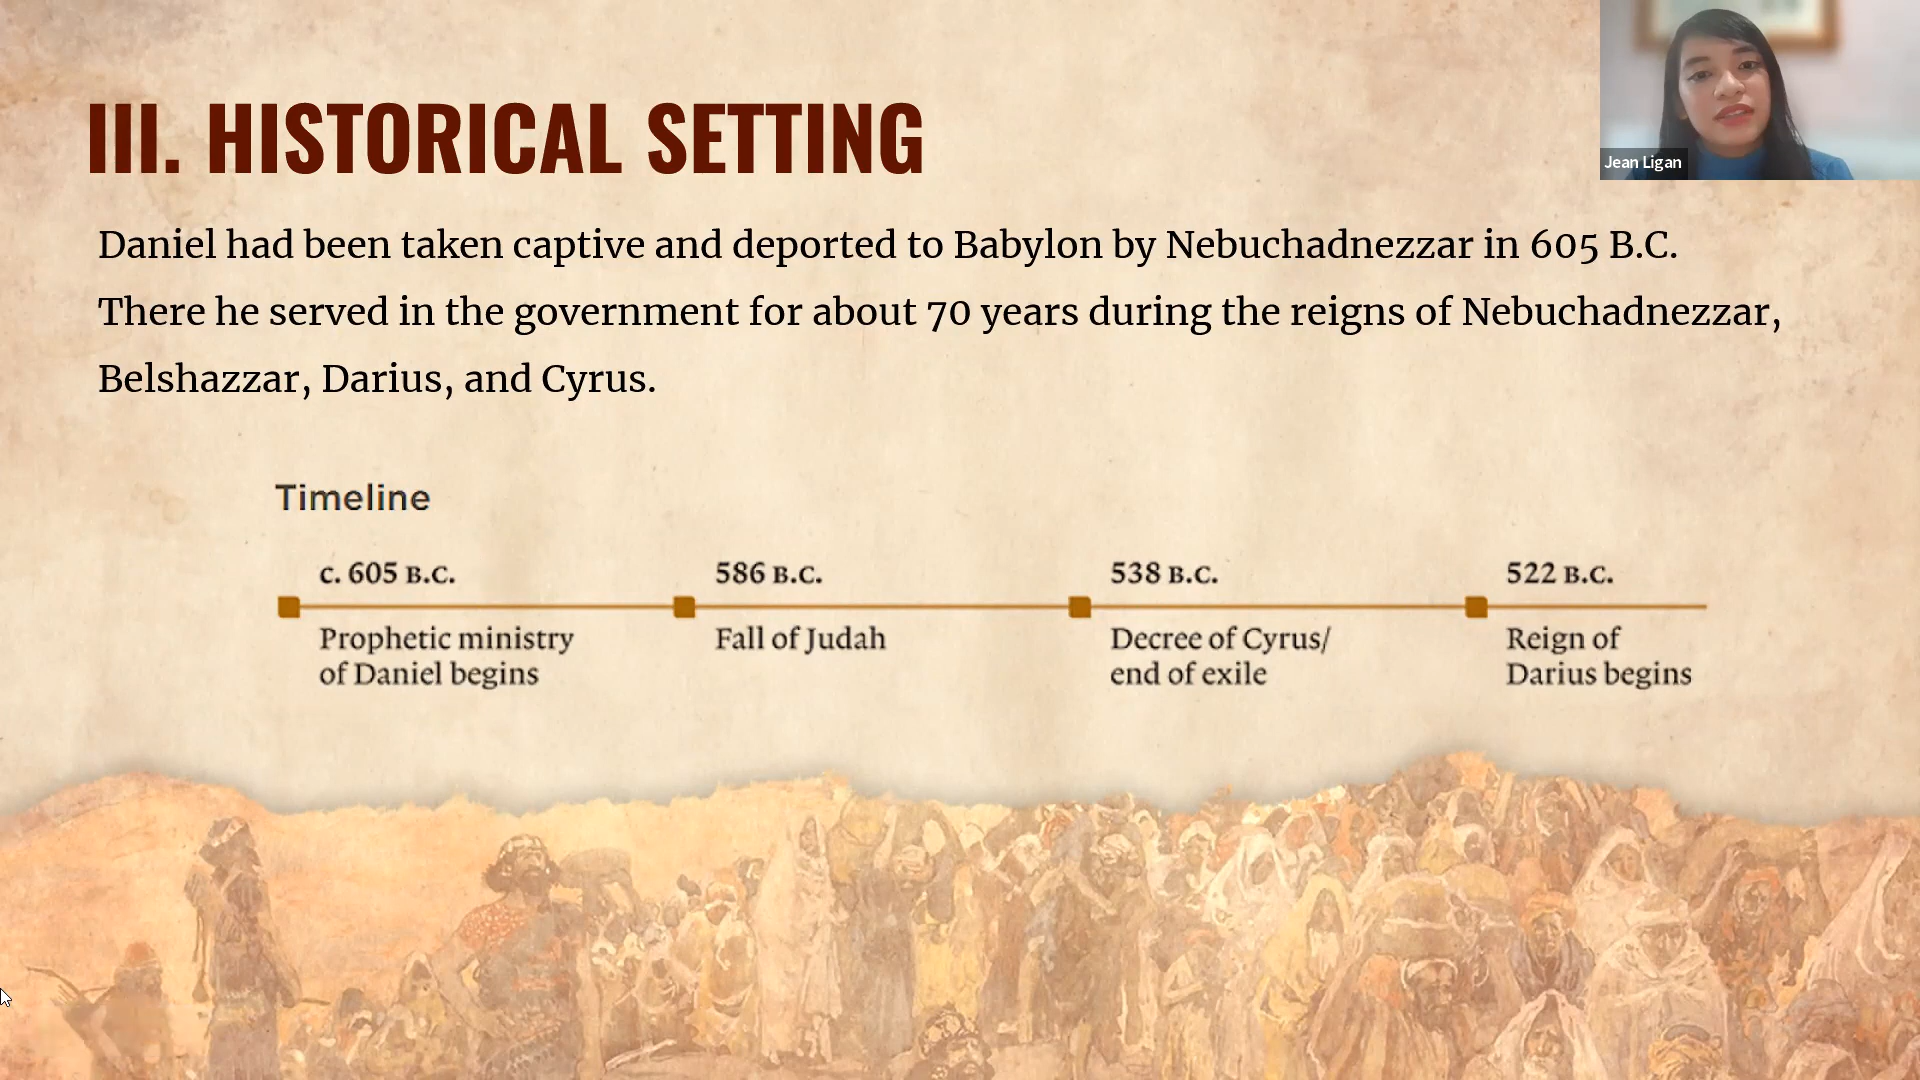 III. HISTORICAL SETTING
Jean Ligan
Daniel had been taken captive and deported to Babylon by Nebuchadnezzar in 605 B.C.
There he served in the government for about 70 years during the reigns of Nebuchadnezzar,
Belshazzar, Darius, and Cyrus.
Timeline
c. 605 B.C.
Prophetic ministry
of Daniel begins
586 B.C.
Fall of Judah
538 B.C.
Decree of Cyrus/
end of exile
522 B.C.
Reign of
Darius begins